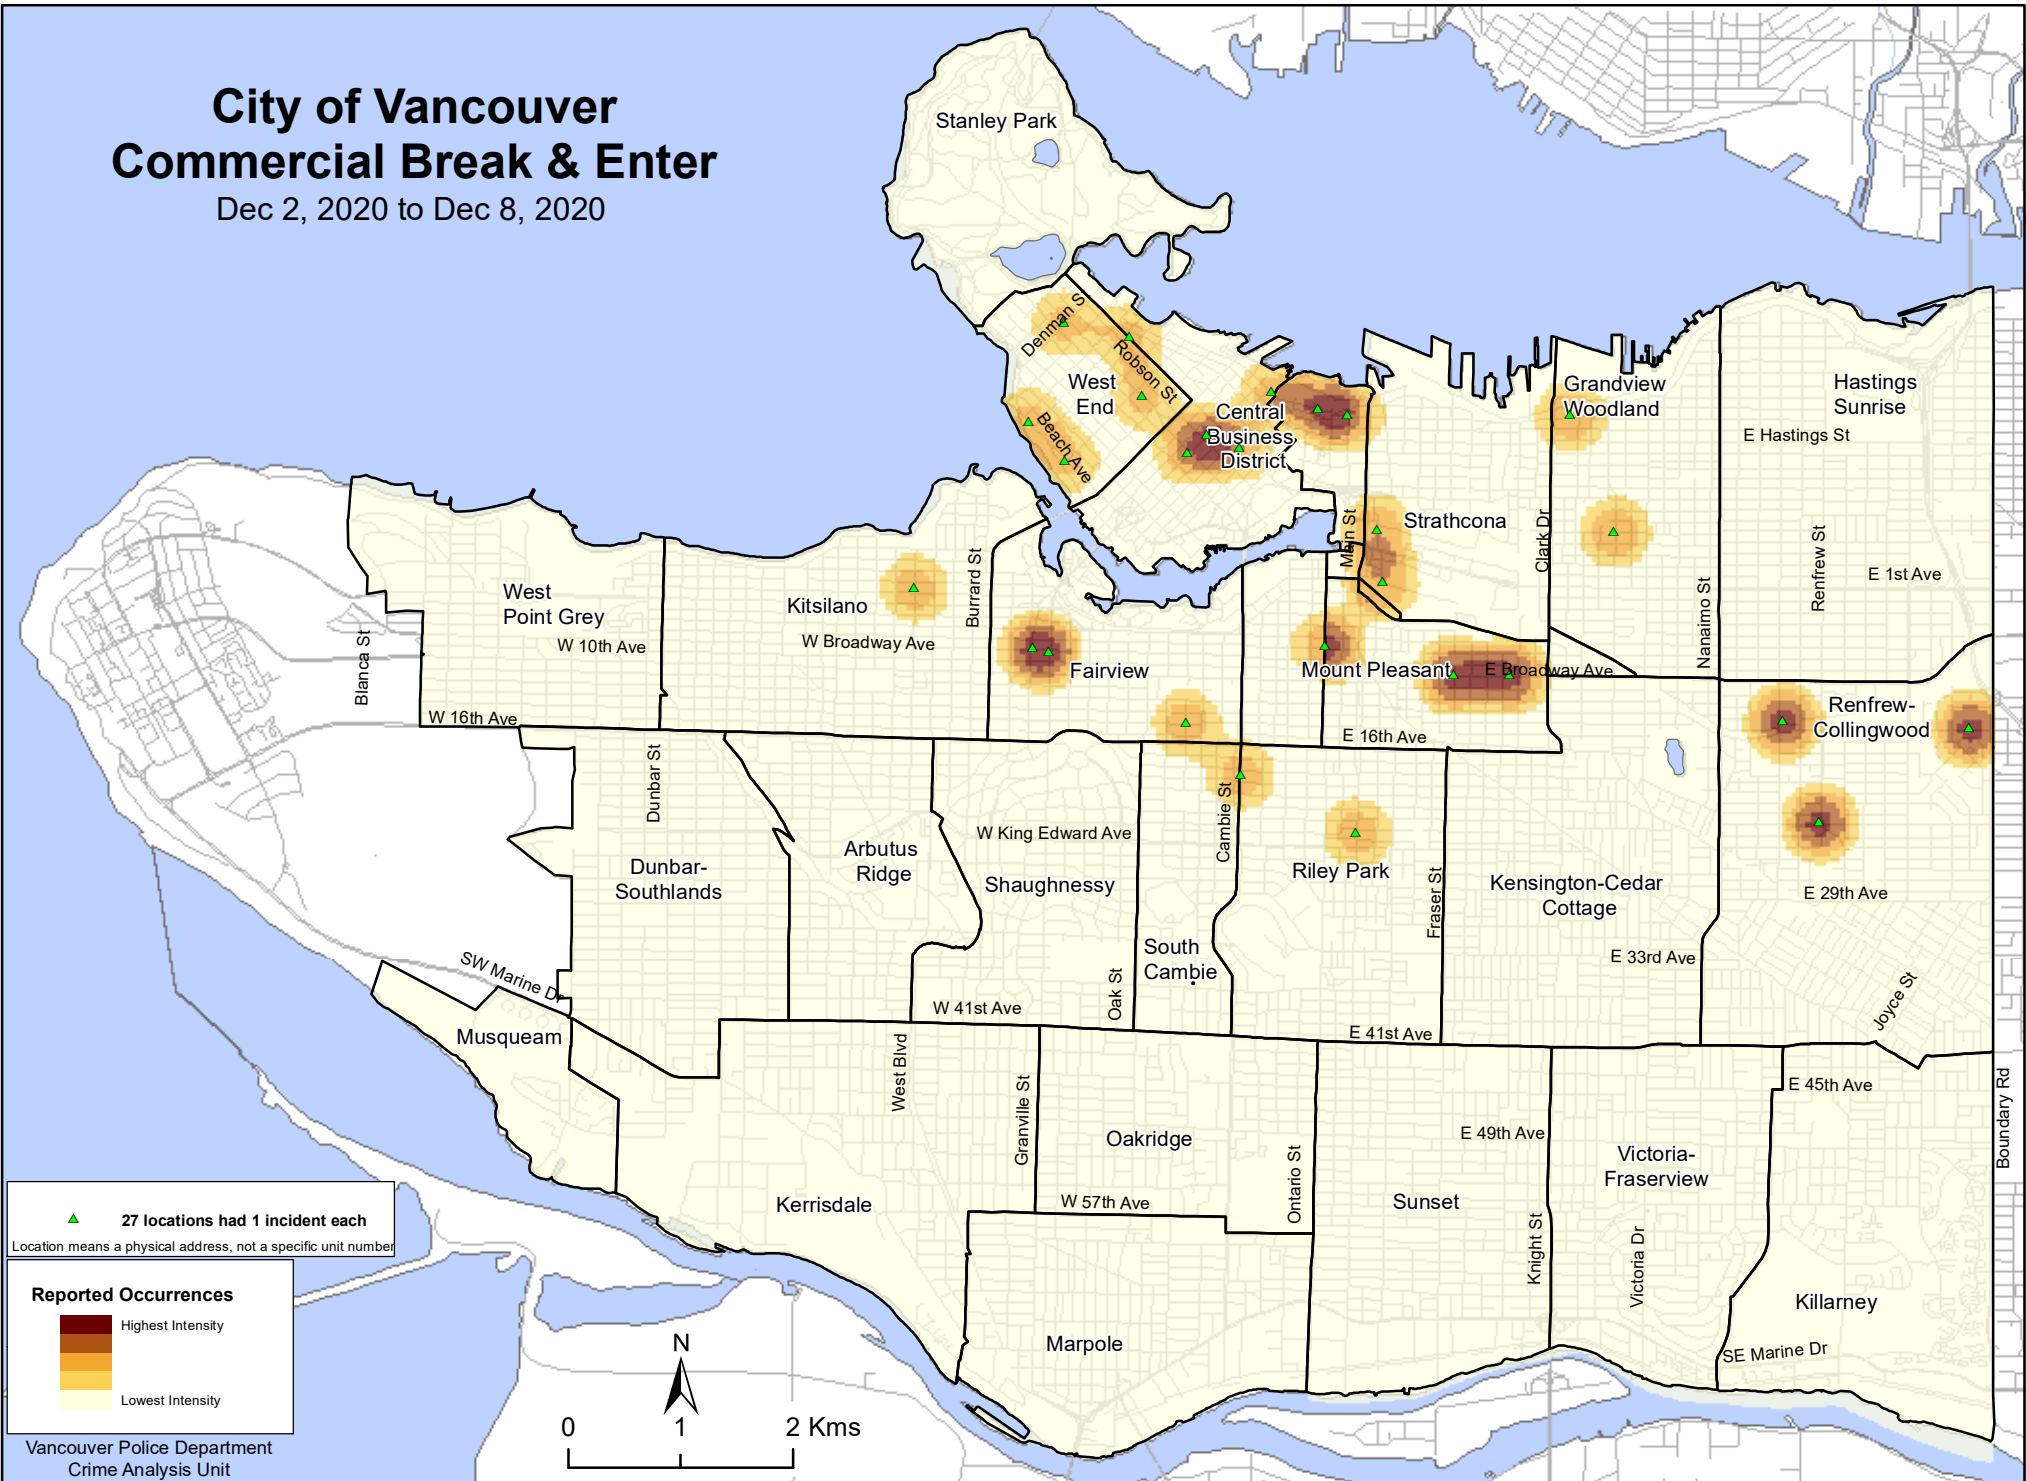 City of Vancouver
Commercial Break & Enter
Dec 2, 2020 to Dec 8, 2020
Stanley Park
Denman S
Robson St
West
End
Beach Ave
Central
Business
District
Grandview
Woodland
Hastings
Sunrise
E Hastings St
Strathcona
Main St
Clark Dr
Nanaimo St
Renfrew St
E 1st Ave
West
Point Grey
W 10th Ave
Blanca St
W 16th Ave
Kitsilano
W Broadway Ave
Burrard St
Fairview
Mount Pleasant
E Broadway Ave
E 16th Ave
Renfrew-
Collingwood
Dunbar St
Dunbar-
Southlands
Arbutus
Ridge
W King Edward Ave
Shaughnessy
Cambie St
Riley Park
Fraser St
Kensington-Cedar
Cottage
E 29th Ave
E 33rd Ave
South
Cambie
Oak St
W 41st Ave
E 41st Ave
Joyce St
SW Marine Dr
Musqueam
West Blvd
Granville St
Oakridge
W 57th Ave
Ontario St
E 49th Ave
Sunset
Knight St
Victoria-
Fraserview
Victoria Dr
E 45th Ave
Boundary Rd
Kerrisdale
Marpole
Killarney
SE Marine Dr
27 locations had 1 incident each
Location means a physical address, not a specific unit number
Reported Occurrences
Highest Intensity
Lowest Intensity
Vancouver Police Department
Crime Analysis Unit
N
0 1 2 Kms